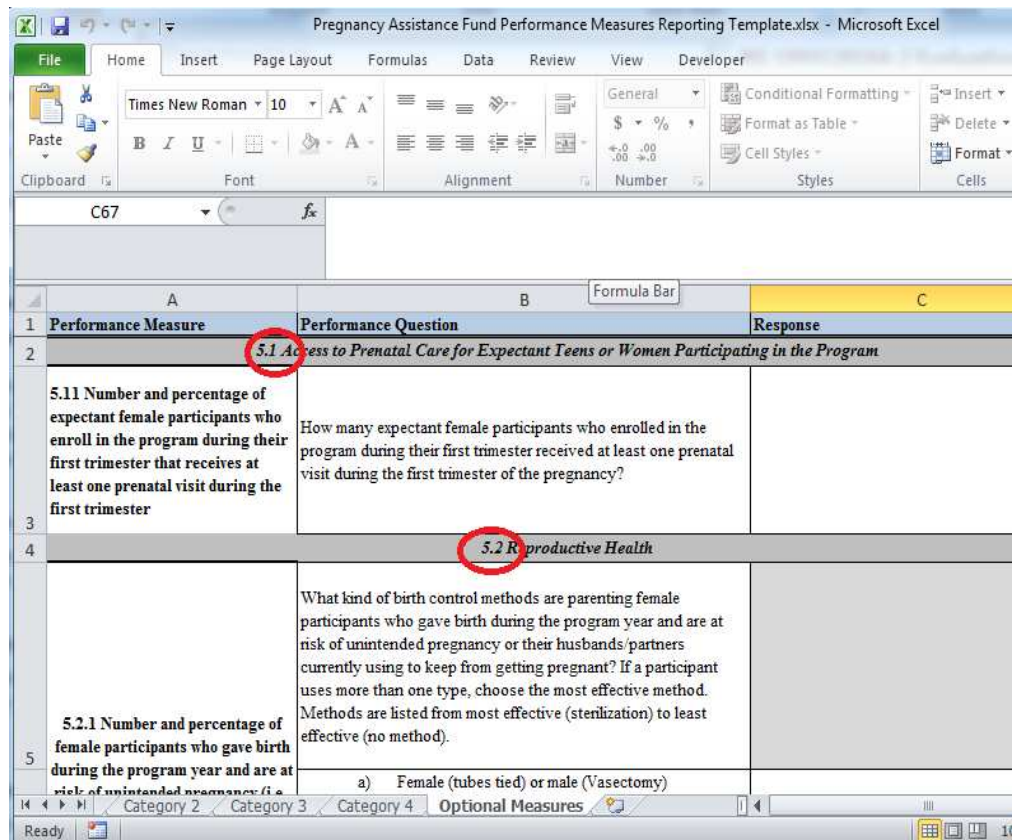 Pregnancy Assistance Fund Performance Measures Reporting Template.xlsx - Microsoft Excel
File Home Insert Page Layout Formulas Data Review View Developer
Times New Roman 10 General Conditional Formatting Insert
Paste B I U $ % , Format as Table Delete
Cell Styles Format
Clipboard Font Alignment Number Styles Cells
C67 fx
Formula Bar
A B C
1 Performance Measure Performance Question Response
2 5.1 Access to Prenatal Care for Expectant Teens or Women Participating in the Program
5.11 Number and percentage of
expectant female participants who
enroll in the program during their
first trimester that receives at
least one prenatal visit during the
first trimester
How many expectant female participants who enrolled in the
program during their first trimester received at least one prenatal
visit during the first trimester of the pregnancy?
3
4 5.2 Reproductive Health
What kind of birth control methods are parenting female
participants who gave birth during the program year and are at
risk of unintended pregnancy or their husbands/partners
currently using to keep from getting pregnant? If a participant
uses more than one type, choose the most effective method.
Methods are listed from most effective (sterilization) to least
effective (no method).
5.2.1 Number and percentage of
female participants who gave birth
during the program year and are at
risk of unintended pregnancy (i.e.
5
a) Female (tubes tied) or male (Vasectomy)
Category 2 Category 3 Category 4 Optional Measures
Ready